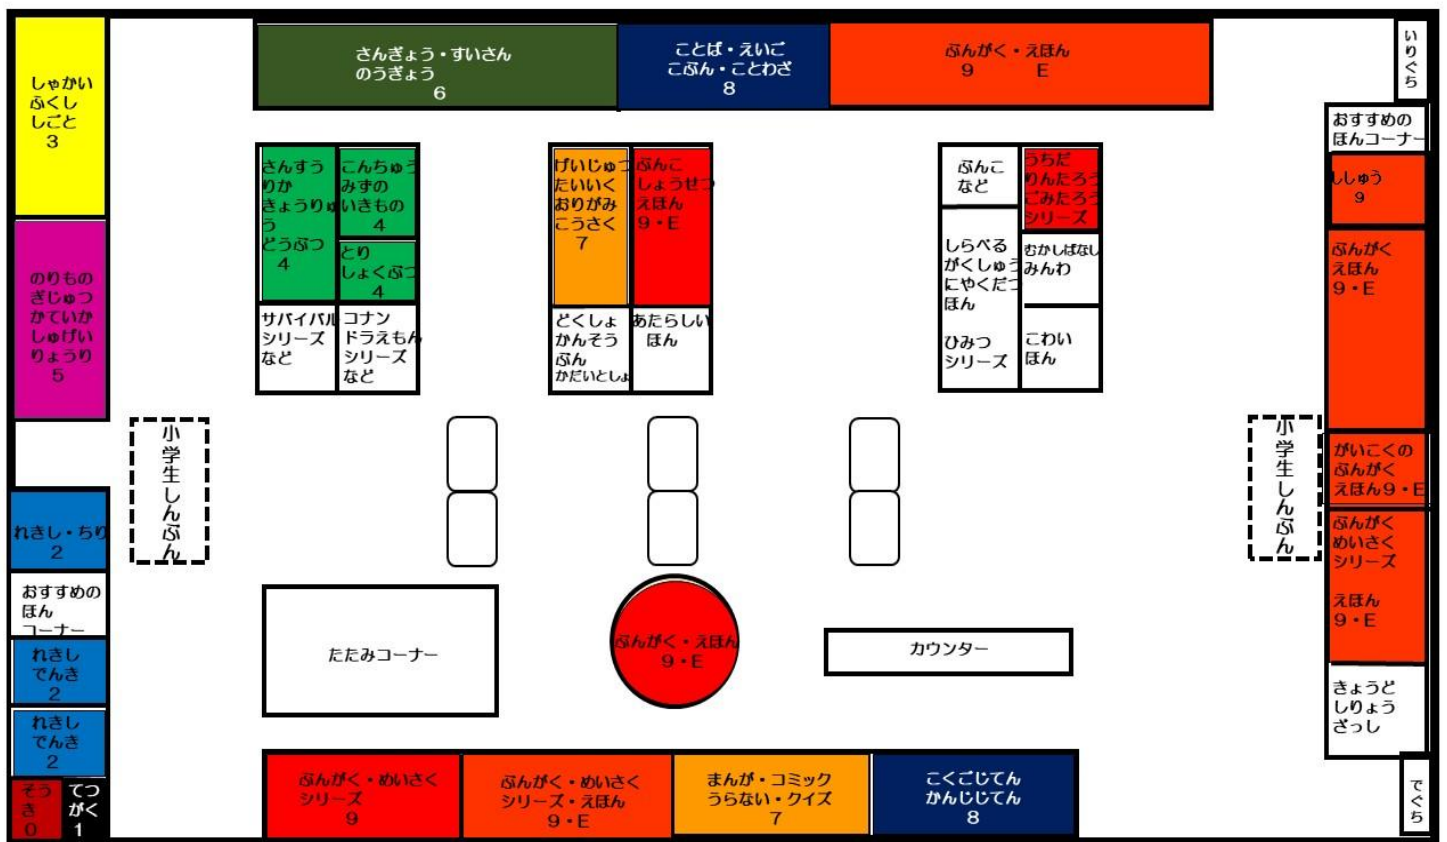 しゃかい
ふくし
しごと
3
のりもの
ぎじゅつ
かていか
しゅげい
りょうり
5
れきし・ちり
2
おすすめの
ほん
コーナー
れきし
でんき
2
れきし
でんき
2
そう
き
0
てつ
がく
1
小学生しんぶん
さんぎょう・すいさん
のうぎょう
6
ことば・えいご
こぶん・ことわざ
8
ぶんがく・えほん
9 E
さんすう
りか
きょうりゅ
う
どうぶつ
4
こんちゅう
みずの
いきもの
4
とり
しょくぶつ
4
サバイバル
シリーズ
など
コナン
ドラえもん
シリーズ
など
げいじゅつ
たいいく
おりがみ
こうさく
7
ぶんこ
しょうせつ
えほん
9・E
どくしょ
かんそう
ぶん
かだいとしょ
あたらしい
ほん
ぶんこ
など
うちだ
りんたろう
ごみたろう
シリーズ
しらべる
がくしゅう
にやくだつ
ほん
ひみつ
シリーズ
むかしばなし
みんわ
こわい
ほん
たたみコーナー
ぶんがく・えほん
9・E
カウンター
ぶんがく・めいさく
シリーズ
9
ぶんがく・めいさく
シリーズ・えほん
9・E
まんが・コミック
うらない・クイズ
7
こくごじてん
かんじじてん
8
小学生しんぶん
いりぐち
おすすめの
ほんコーナー
ししゅう
9
ぶんがく
えほん
9・E
がいこくの
ぶんがく
えほん9・E
ぶんがく
めいさく
シリーズ
えほん
9・E
きょうど
しりょう
ざっし
でぐち